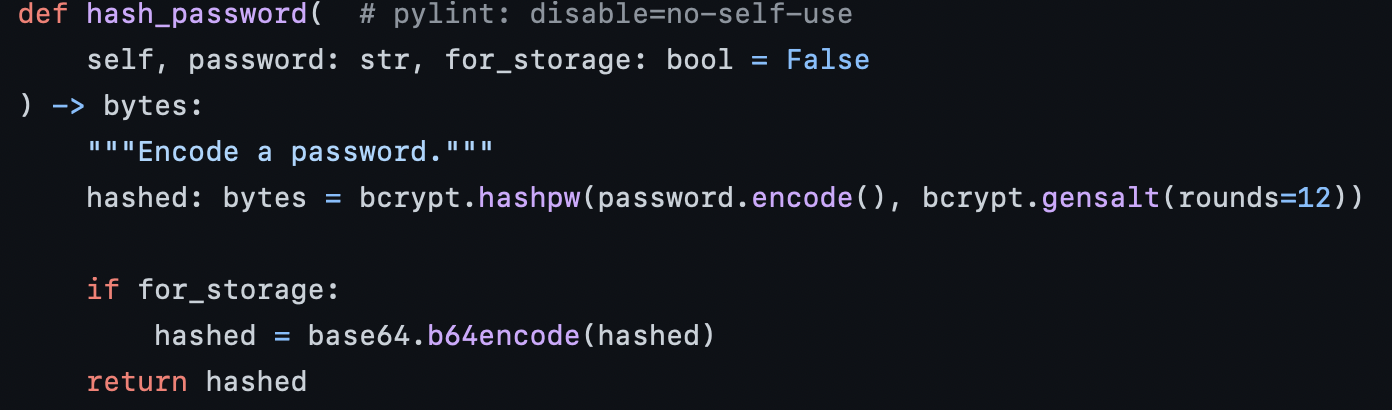 def hash_password(  # pylint: disable=no-self-use
    self, password: str, for_storage: bool = False
) -> bytes:
    """Encode a password."""
    hashed: bytes = bcrypt.hashpw(password.encode(), bcrypt.gensalt(rounds=12))

    if for_storage:
        hashed = base64.b64encode(hashed)
    return hashed